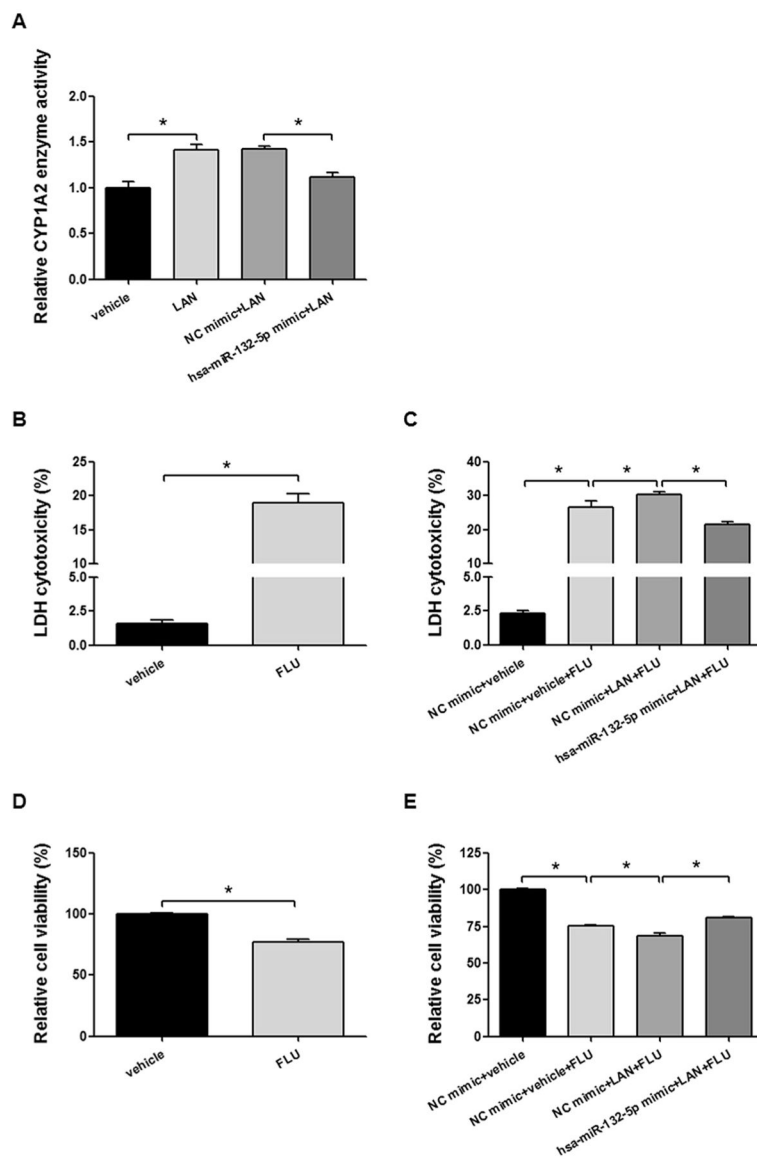 A
Relative CYP1A2 enzyme activity
2.0
1.5
1.0
0.5
0.0
*
*
vehicle
LAN
NC mimic+LAN
hsa-miR-132-5p mimic+LAN
B
LDH cytotoxicity (%)
25
20
15
10
5.0
2.5
0.0
*
vehicle
FLU
C
LDH cytotoxicity (%)
40
30
20
10
5.0
2.5
0.0
*
*
*
NC mimic+vehicle
NC mimic+vehicle+FLU
NC mimic+LAN+FLU
hsa-miR-132-5p mimic+LAN+FLU
D
Relative cell viability (%)
150
100
50
0
*
vehicle
FLU
E
Relative cell viability (%)
125
100
75
50
25
0
*
*
*
NC mimic+vehicle
NC mimic+vehicle+FLU
NC mimic+LAN+FLU
hsa-miR-132-5p mimic+LAN+FLU